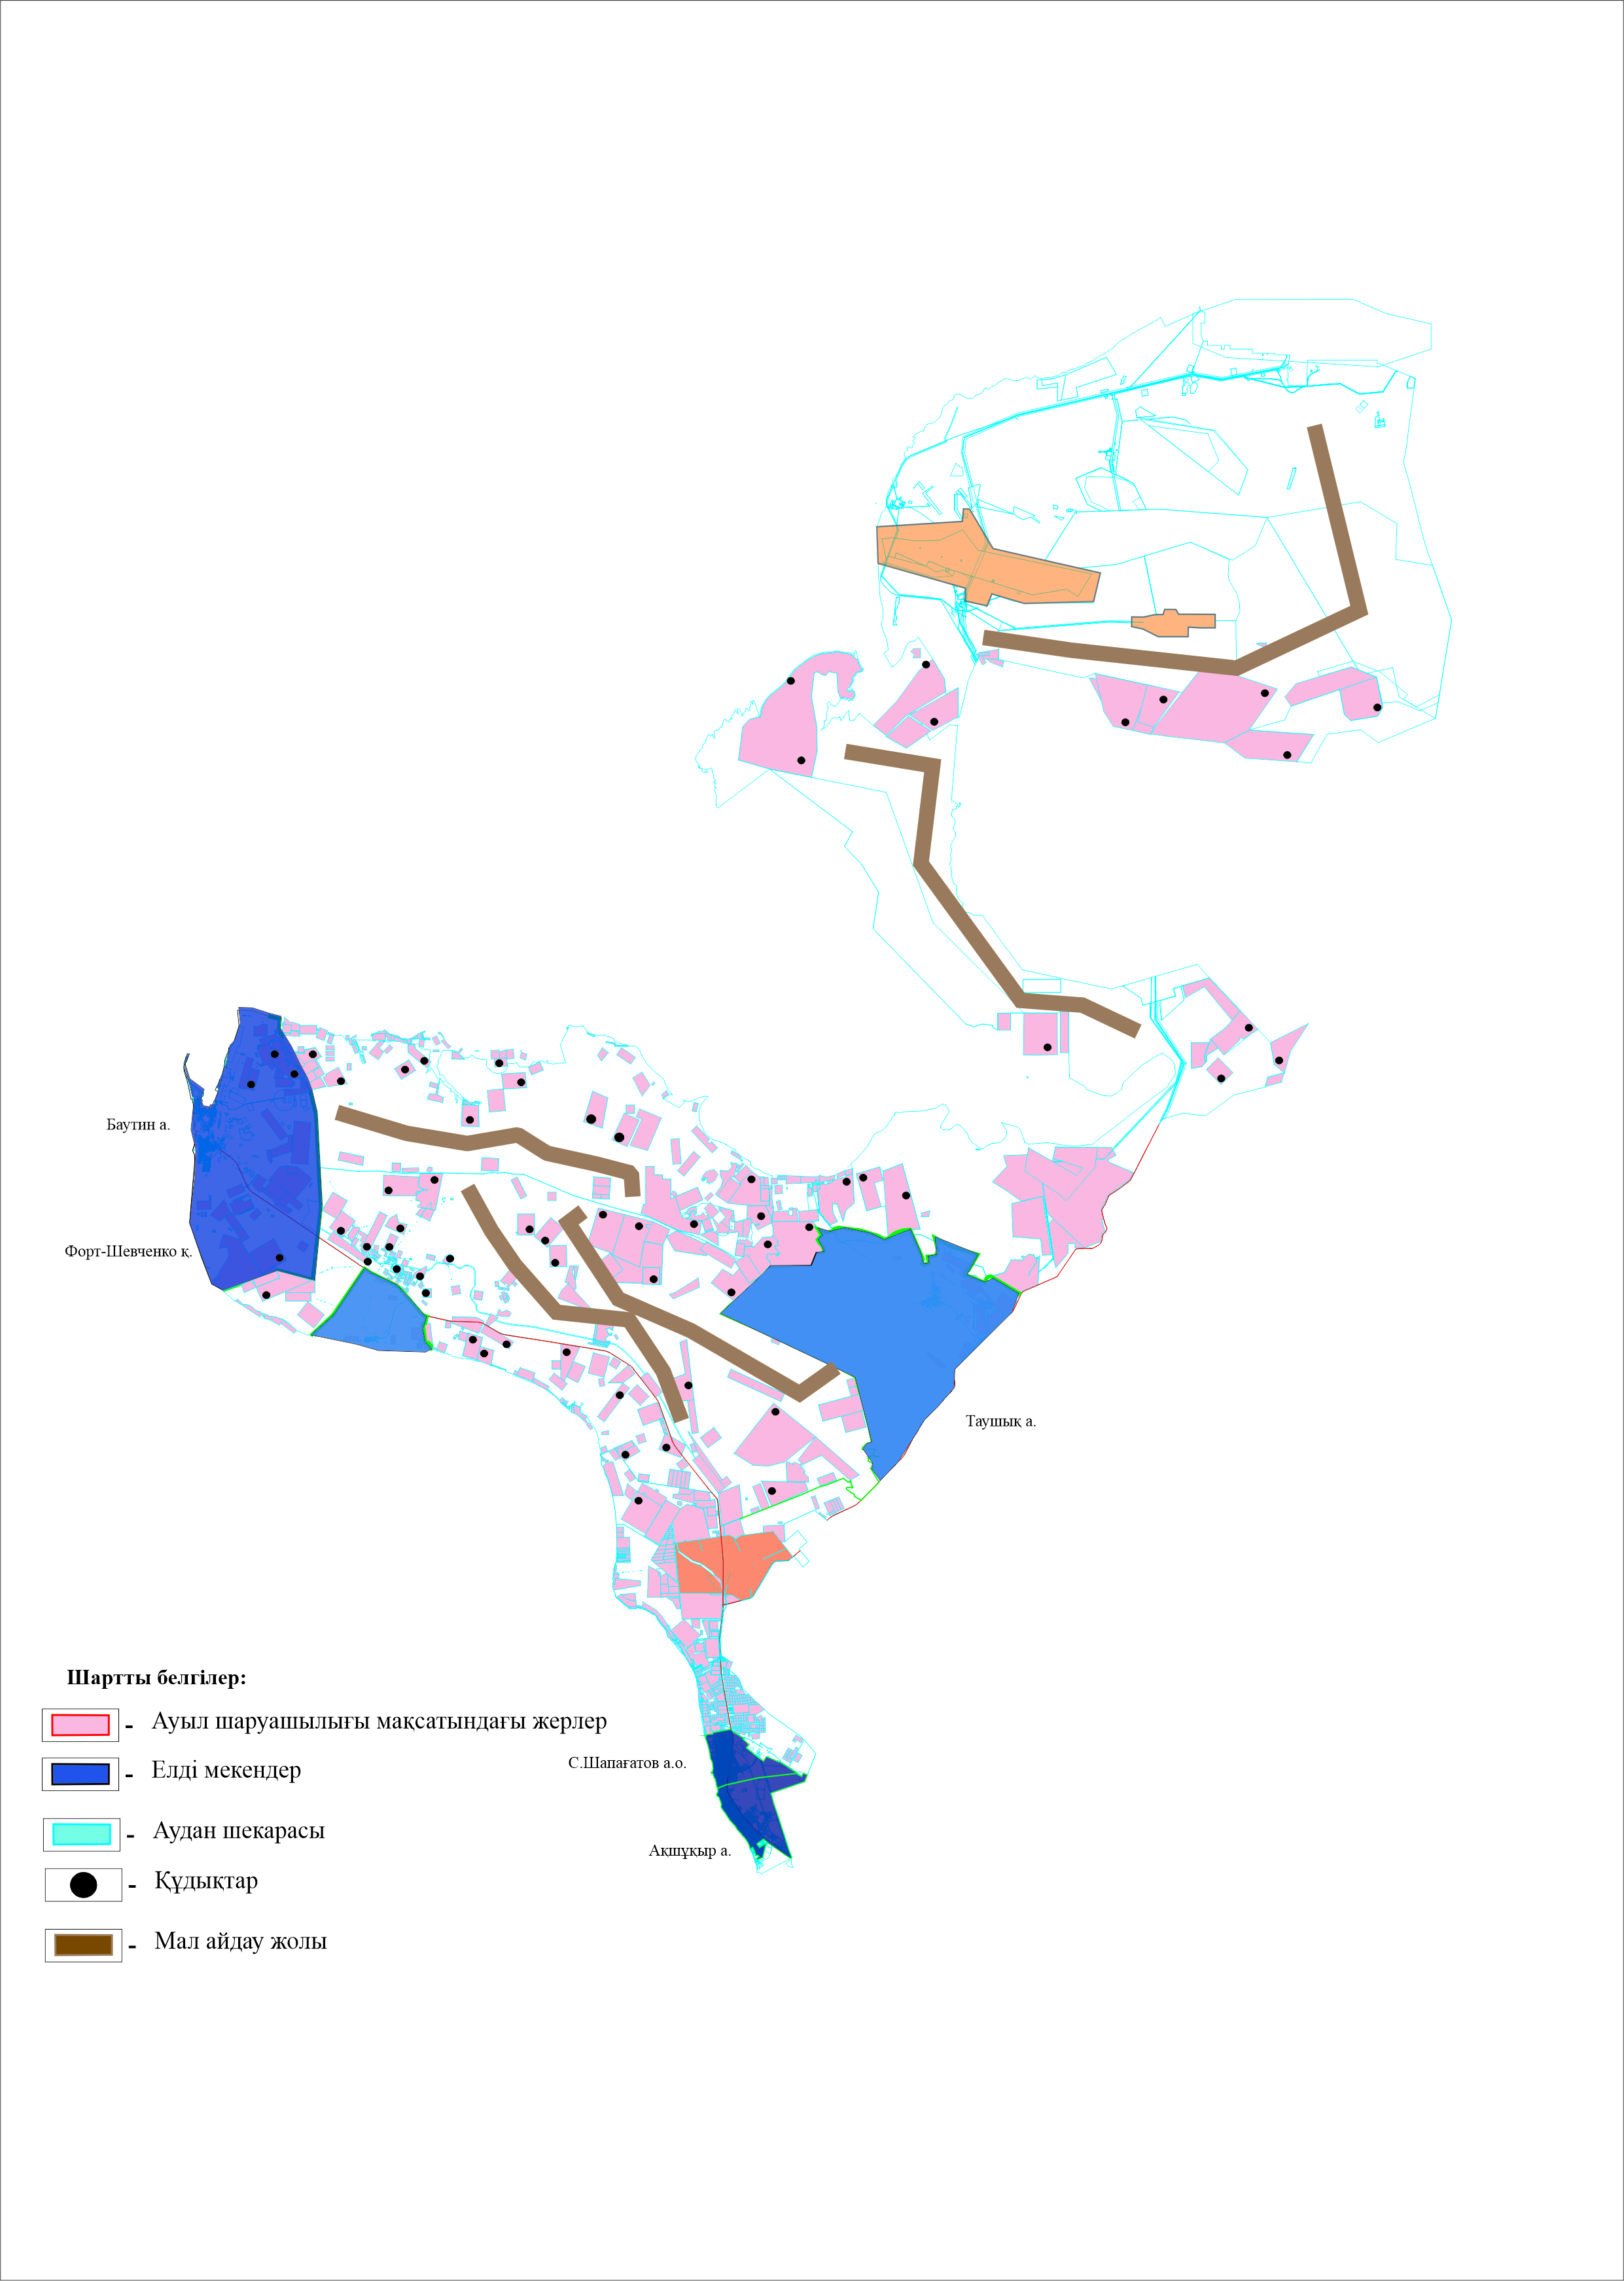 Баутин а.
Форт-Шевченко қ.
Таушық а.
Шартты белгілер:
- Ауыл шаруашылығы мақсатындағы жерлер
С.Шапағатов а.о.
- Елді мекендер
- Аудан шекарасы
Ақшұқыр а.
- Құдықтар
- Мал айдау жолы